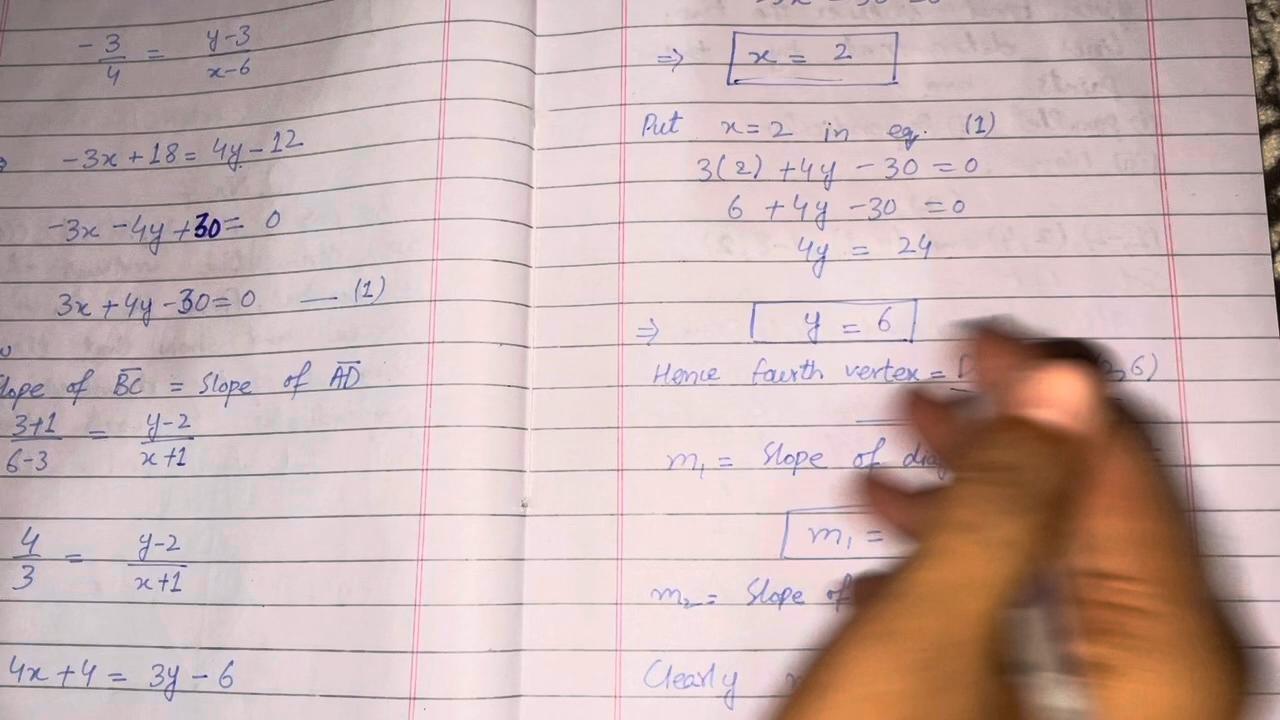 -3/4 = y-3/x-6
-3x + 18 = 4y - 12
-3x - 4y + 30 = 0
3x + 4y - 30 = 0 — (1)
Slope of BC = Slope of AD
3+1/6-3 = y-2/x+1
4/3 = y-2/x+1
4x + 4 = 3y - 6
⇒ x = 2
Put x = 2 in eq. (1)
3(2) + 4y - 30 = 0
6 + 4y - 30 = 0
4y = 24
⇒ y = 6
Hence fourth vertex = D 6)
m₁ = Slope of
m₁ =
m₂ = Slope of
Clearly